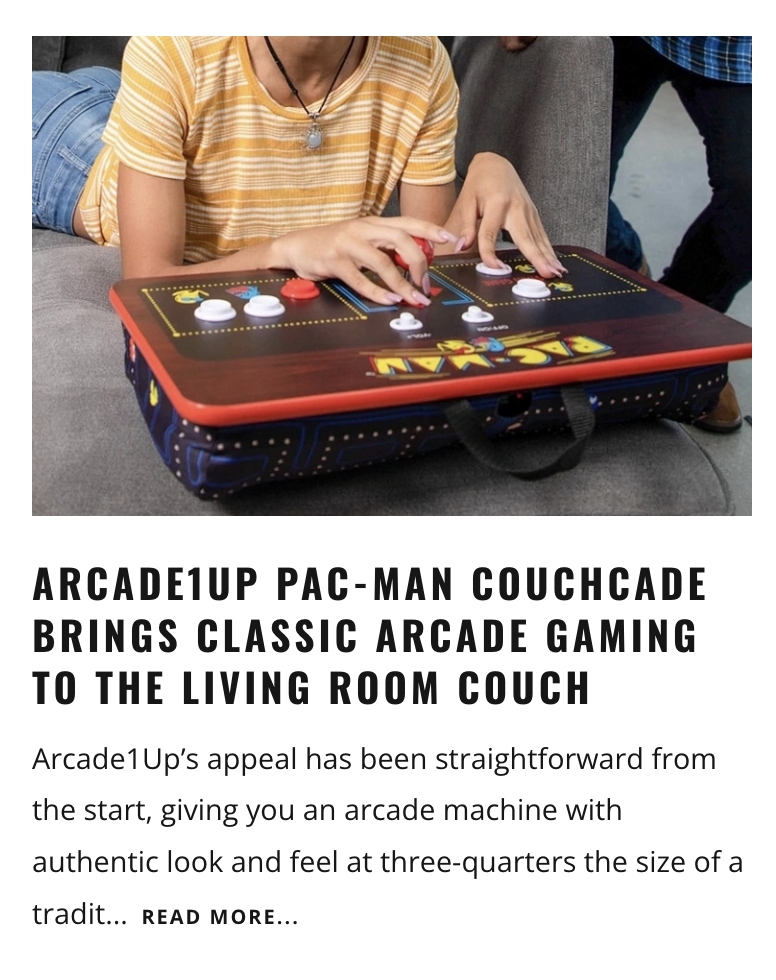 VOL+
OPTION
PAC-MAN
ARCADE1UP PAC-MAN COUCHCADE
BRINGS CLASSIC ARCADE GAMING
TO THE LIVING ROOM COUCH
Arcade1Up’s appeal has been straightforward from
the start, giving you an arcade machine with
authentic look and feel at three-quarters the size of a
tradit... READ MORE...